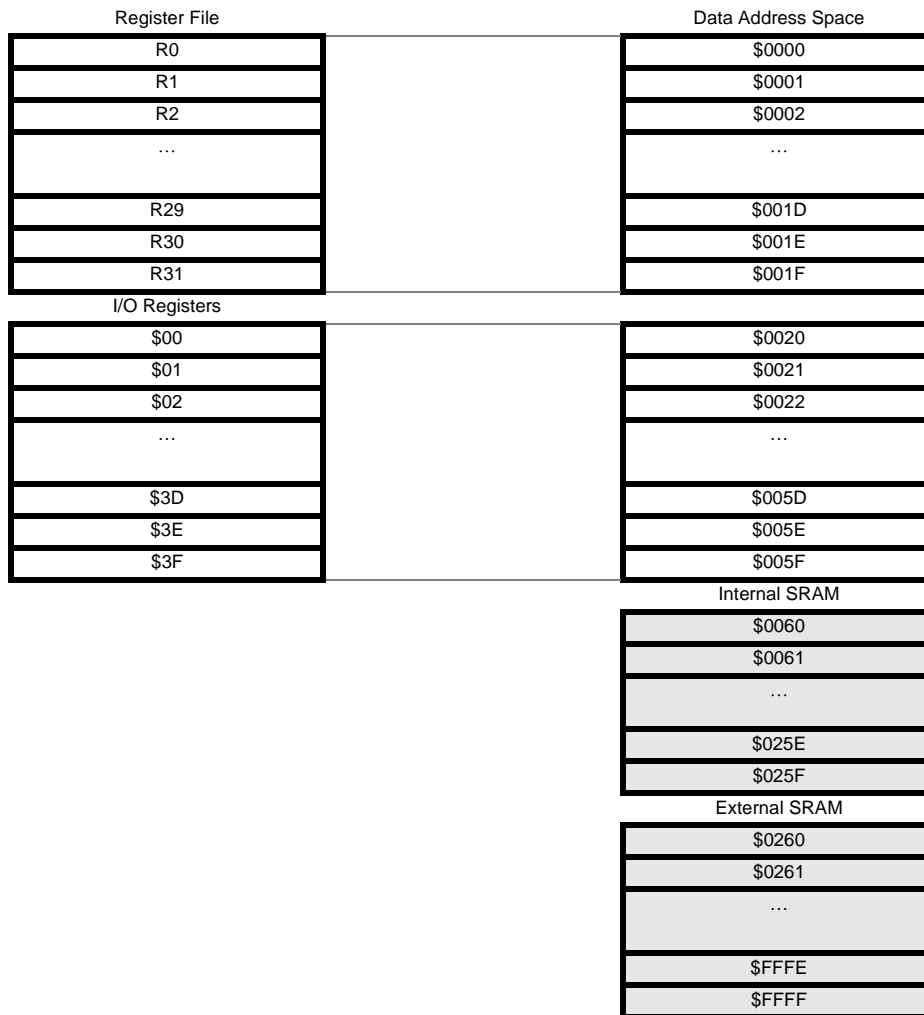 Register File Data Address Space
R0 $0000
R1 $0001
R2 $0002
… …
R29 $001D
R30 $001E
R31 $001F
I/O Registers
$00 $0020
$01 $0021
$02 $0022
… …
$3D $005D
$3E $005E
$3F $005F
Internal SRAM
$0060
$0061
…
$025E
$025F
External SRAM
$0260
$0261
…
$FFFE
$FFFF